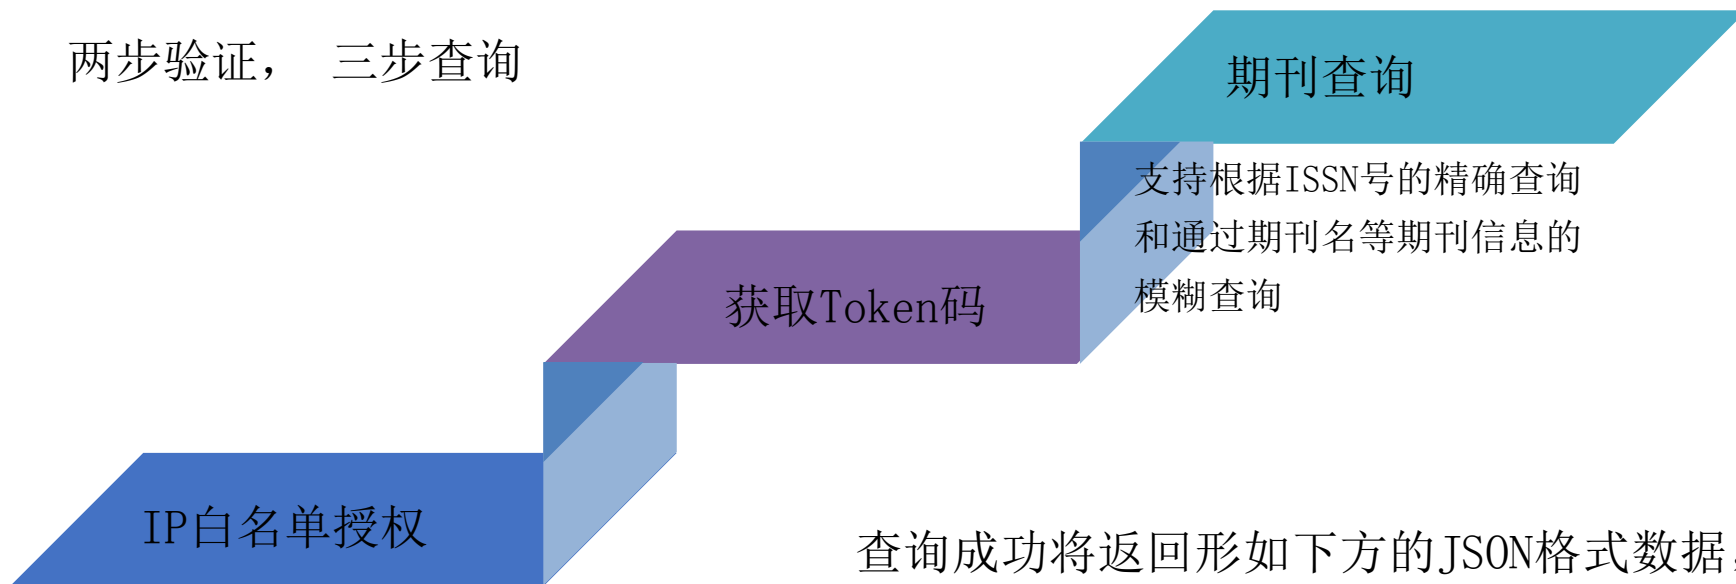 两步验证， 三步查询
期刊查询
支持根据ISSN号的精确查询
和通过期刊名等期刊信息的
模糊查询
获取Token码
IP白名单授权
查询成功将返回形如下方的JSON格式数据